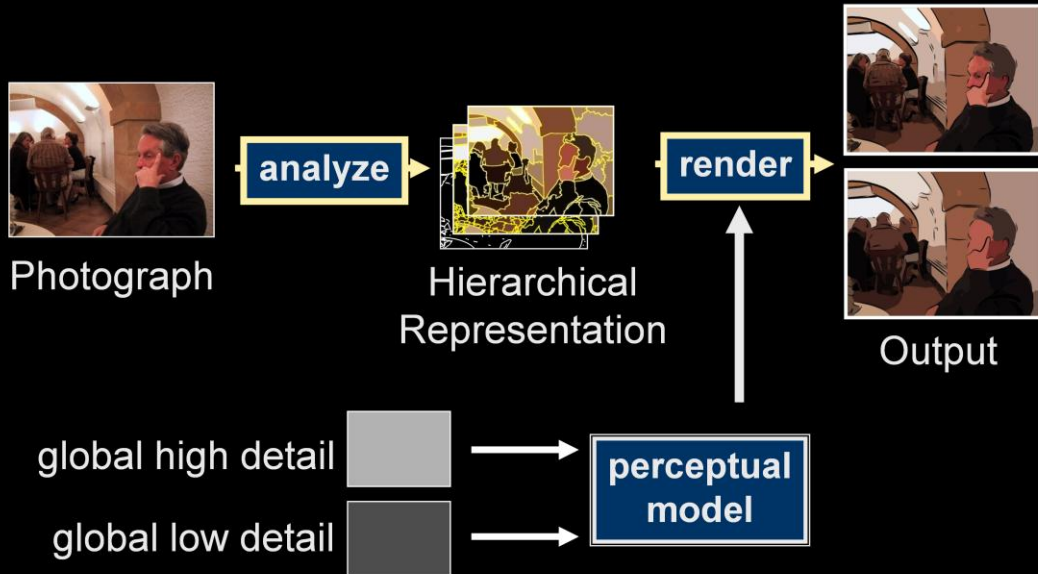 analyze
render
Photograph
Hierarchical
Representation
Output
global high detail
global low detail
perceptual
model